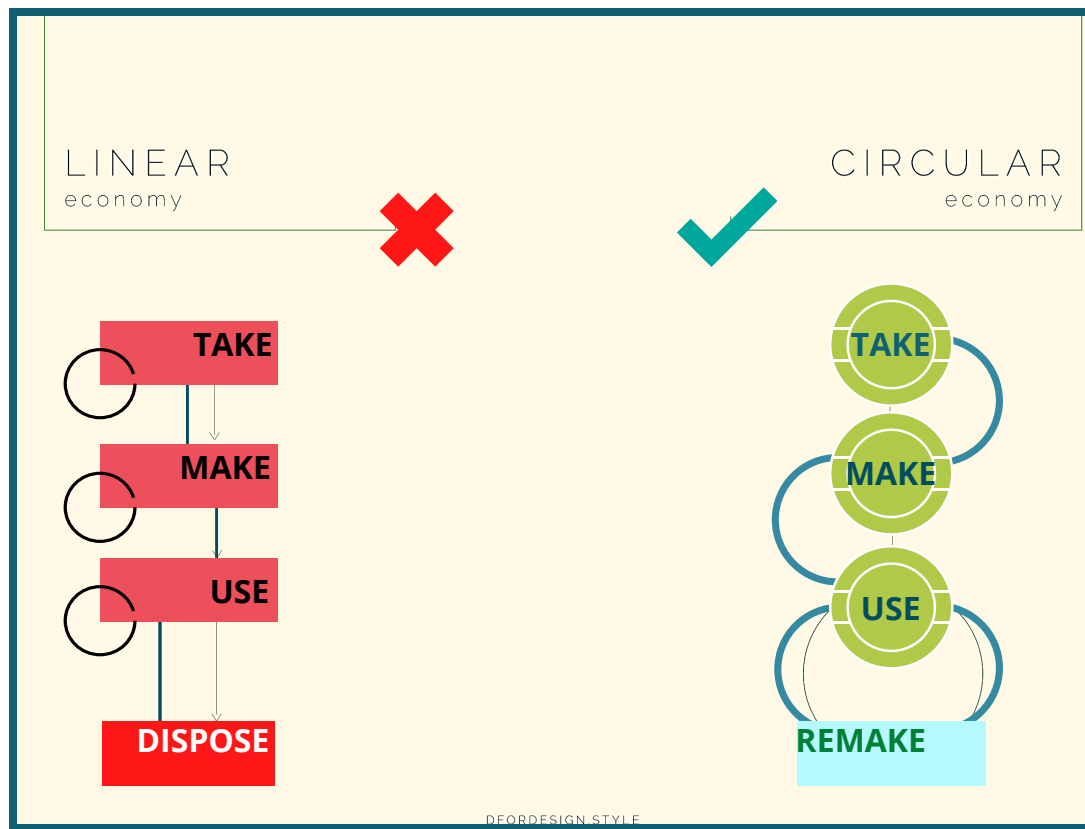 LINEAR
economy
CIRCULAR
economy
TAKE
MAKE
USE
DISPOSE
TAKE
MAKE
USE
REMAKE
DFORDESIGN.STYLE